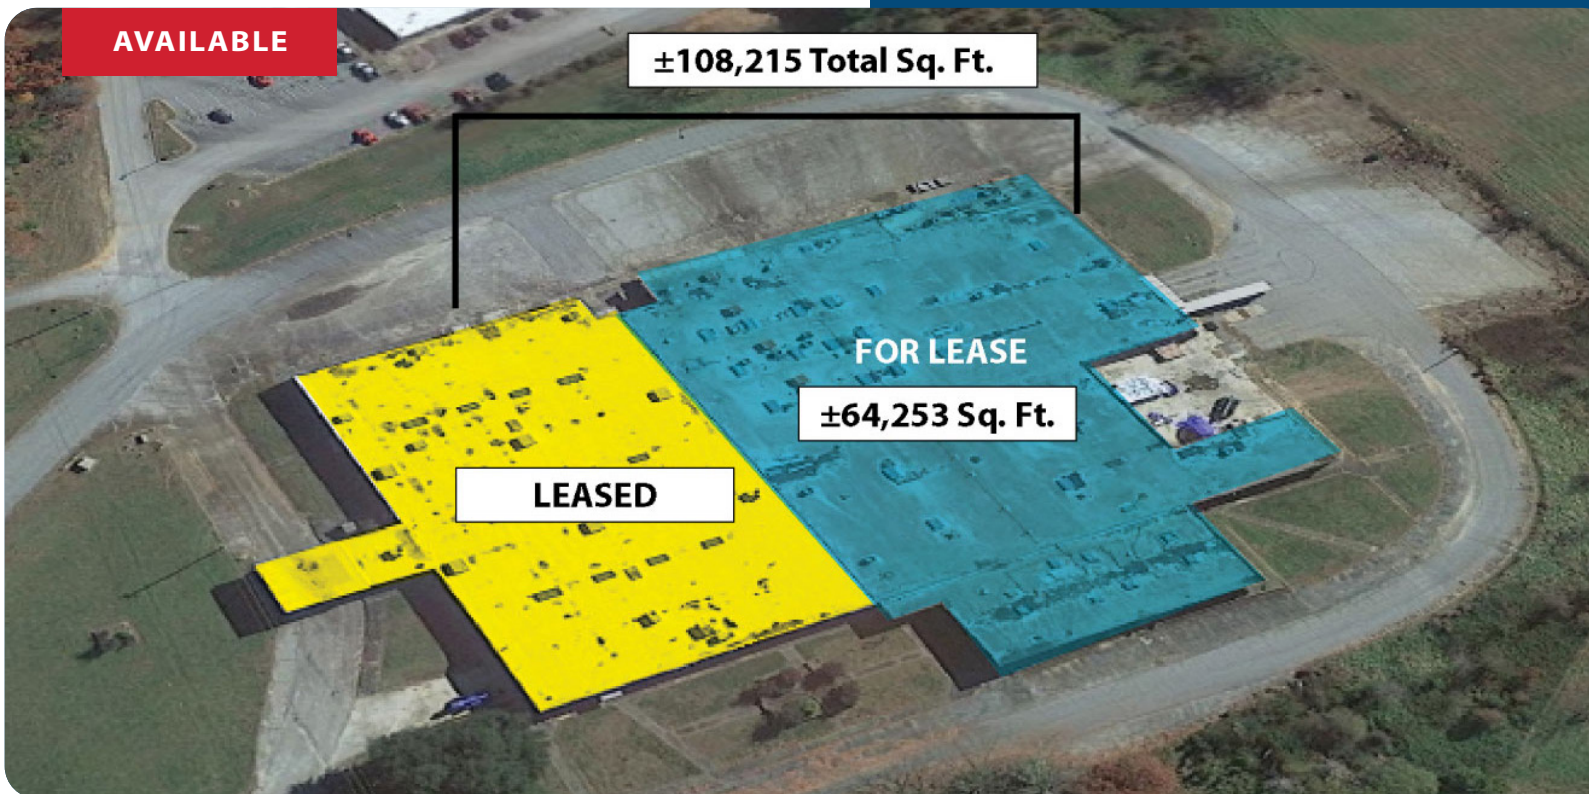 AVAILABLE
±108,215 Total Sq. Ft.
FOR LEASE
±64,253 Sq. Ft.
LEASED